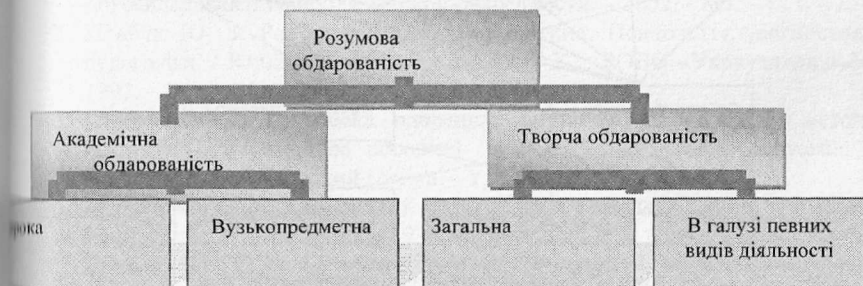 Розумова
обдарованість
Академічна
обдарованість
Творча обдарованість
Вузькопредметна
Загальна
В галузі певних
видів діяльності